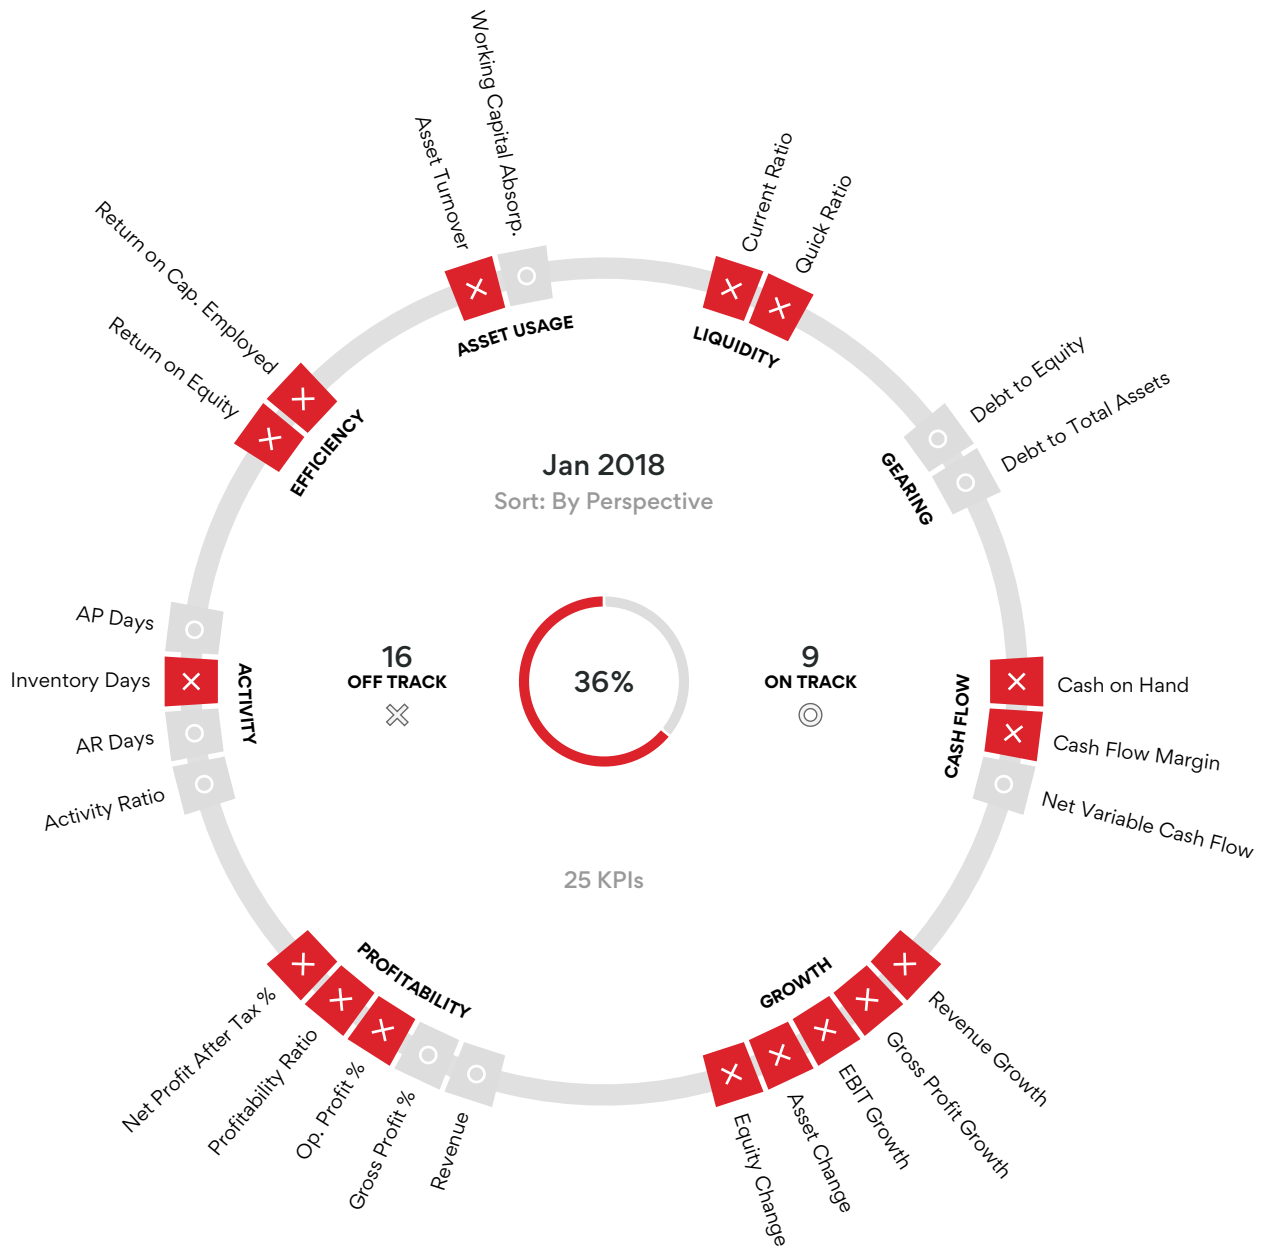 Working Capital Absorp.
Asset Turnover
ASSET USAGE
Current Ratio
Quick Ratio
LIQUIDITY
Return on Cap. Employed
Return on Equity
EFFICIENCY
Debt to Equity
Debt to Total Assets
GEARING
Jan 2018
Sort: By Perspective
AP Days
Inventory Days
AR Days
Activity Ratio
ACTIVITY
16
OFF TRACK
36%
9
ON TRACK
CASH FLOW
Cash on Hand
Cash Flow Margin
Net Variable Cash Flow
25 KPIs
PROFITABILITY
Net Profit After Tax %
Profitability Ratio
Op. Profit %
Gross Profit %
Revenue
GROWTH
Revenue Growth
Gross Profit Growth
EBIT Growth
Asset Change
Equity Change